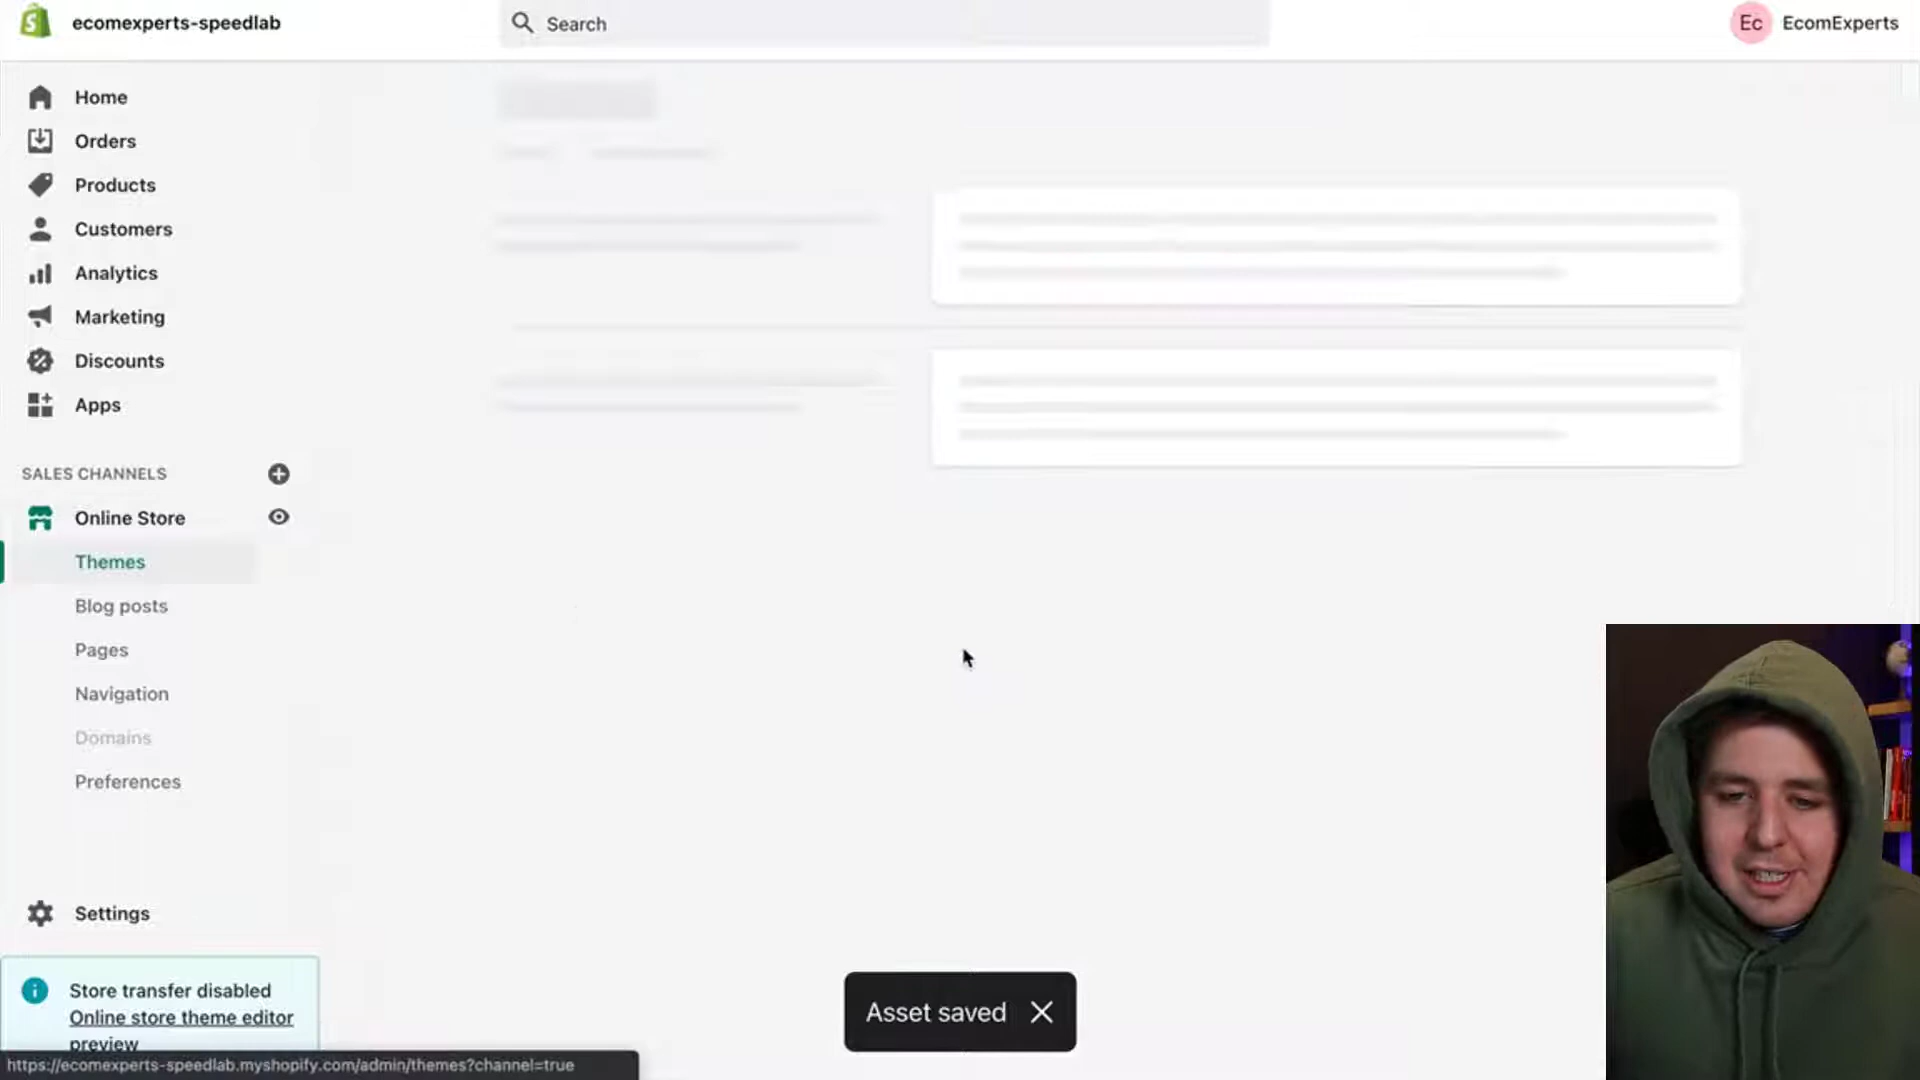 ecomexperts-speedlab
Search
Ec
EcomExperts
Home
Orders
Products
Customers
Analytics
Marketing
Discounts
Apps
SALES CHANNELS
Online Store
Themes
Blog posts
Pages
Navigation
Domains
Preferences
Settings
Store transfer disabled
Online store theme editor
preview
Asset saved
https://ecomexperts-speedlab.myshopify.com/admin/themes?channel=true